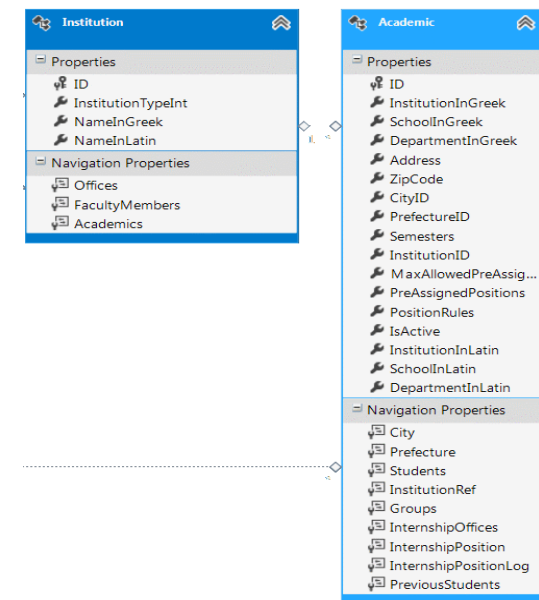 Institution
Properties
ID
InstitutionTypeInt
NameInGreek
NameInLatin
Navigation Properties
Offices
FacultyMembers
Academics
Academic
Properties
ID
InstitutionInGreek
SchoolInGreek
DepartmentInGreek
Address
ZipCode
CityID
PrefectureID
Semesters
InstitutionID
MaxAllowedPreAssig...
PreAssignedPositions
PositionRules
IsActive
InstitutionInLatin
SchoolInLatin
DepartmentInLatin
Navigation Properties
City
Prefecture
Students
InstitutionRef
Groups
InternshipOffices
InternshipPosition
InternshipPositionLog
PreviousStudents